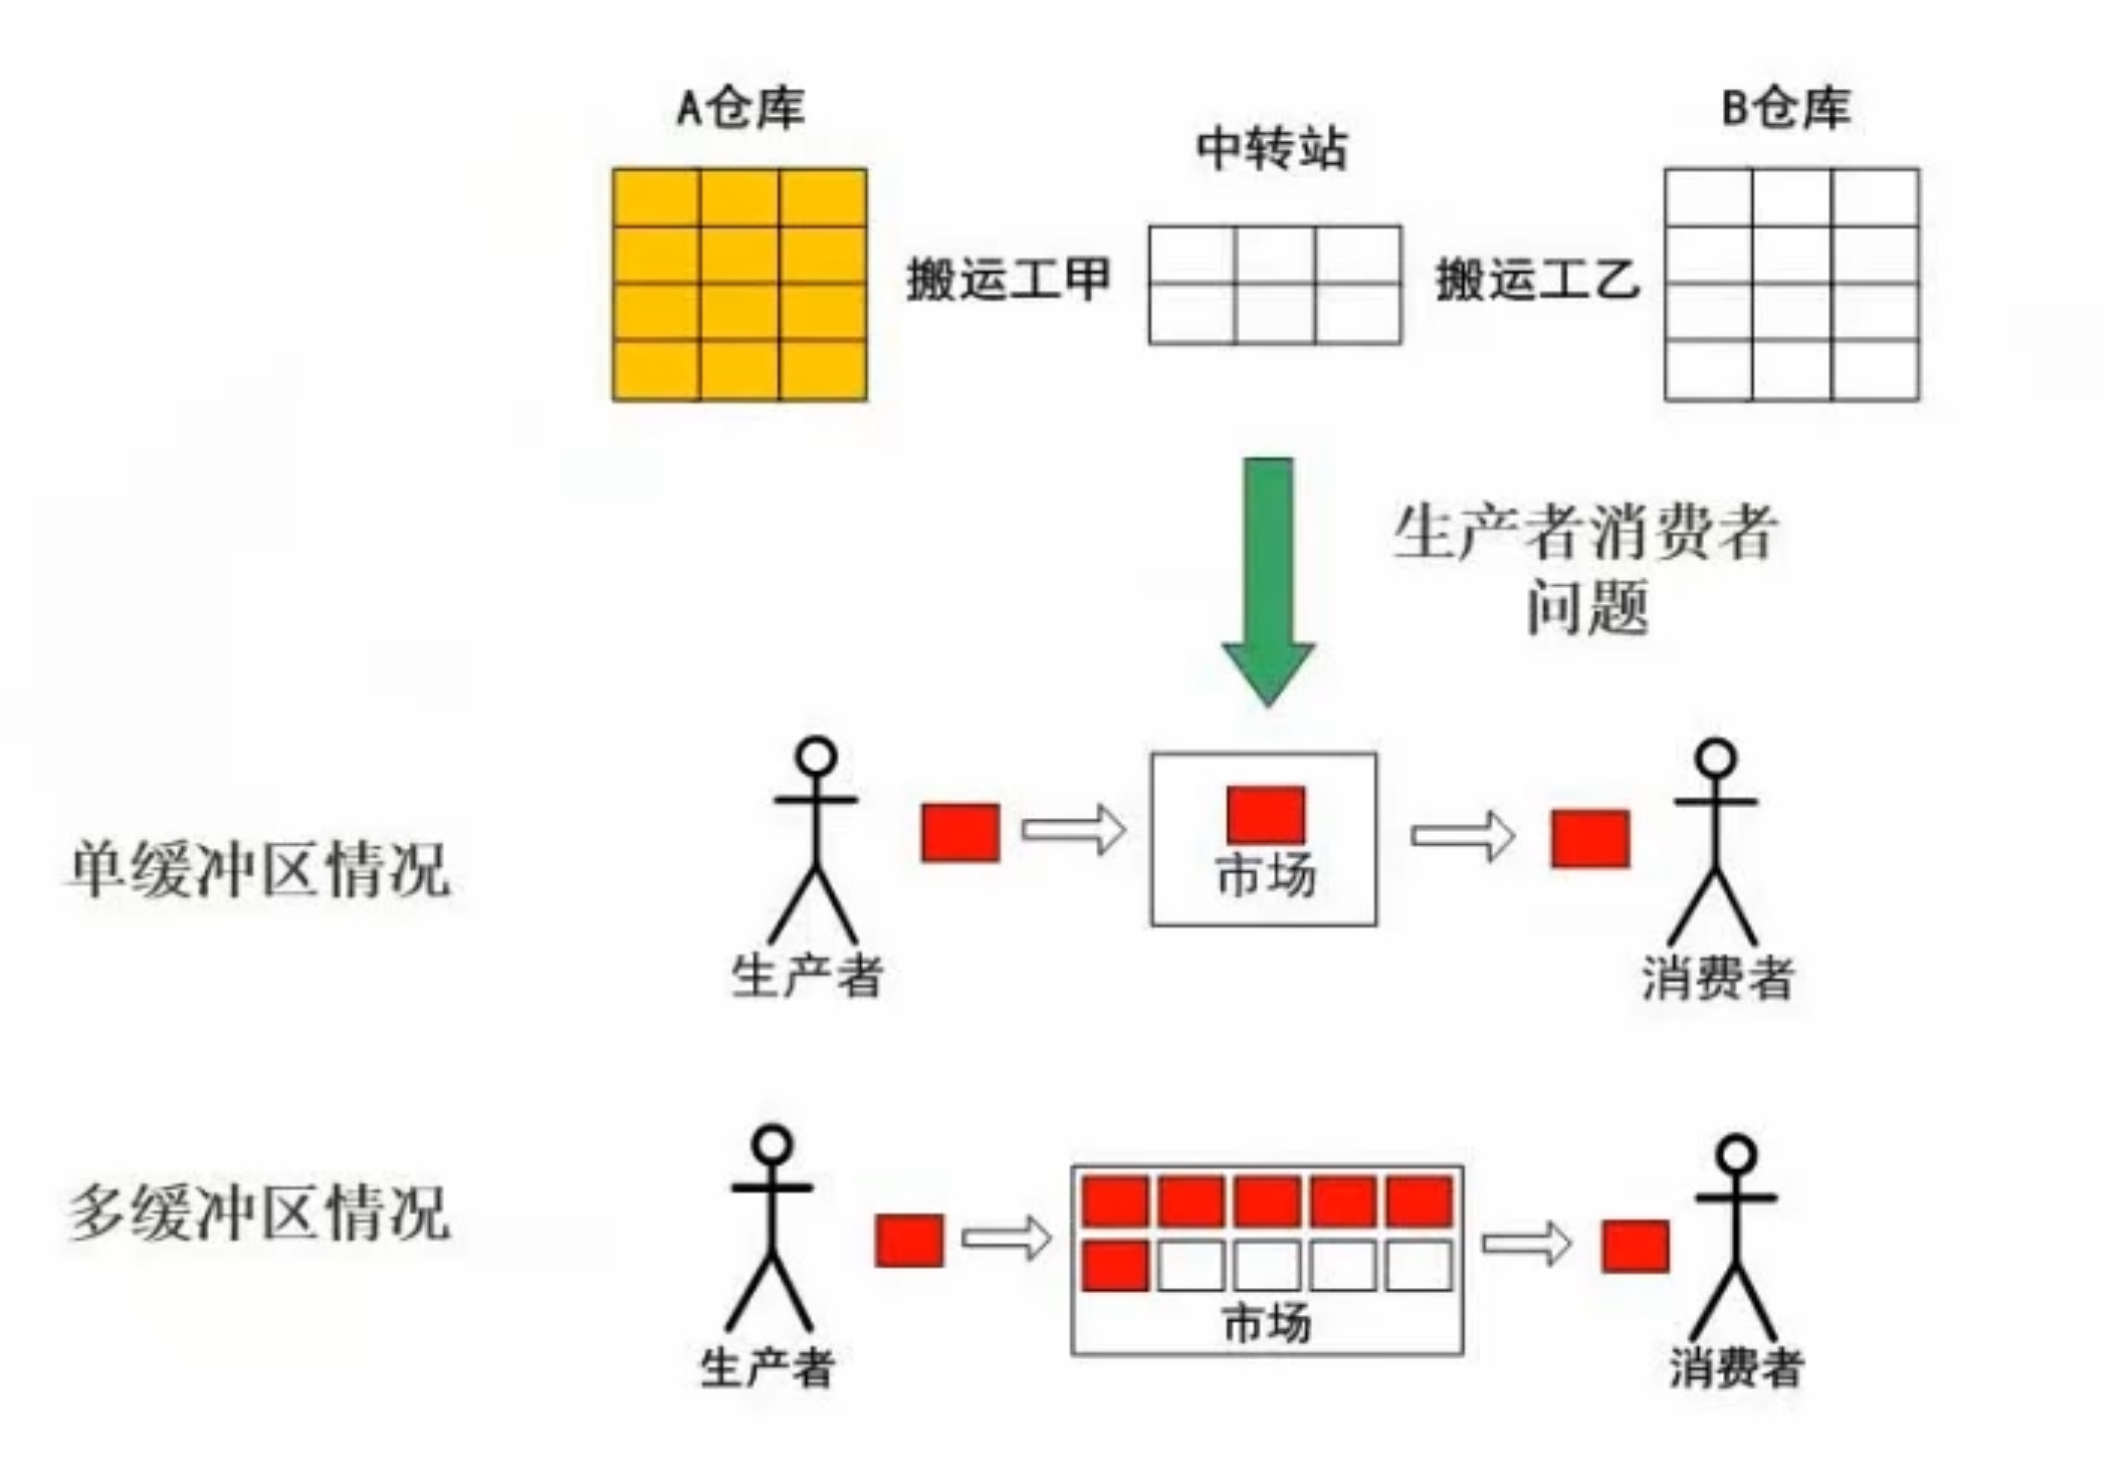 A仓库
中转站
B仓库
搬运工甲
搬运工乙
生产者消费者
问题
单缓冲区情况
市场
生产者
消费者
多缓冲区情况
市场
生产者
消费者